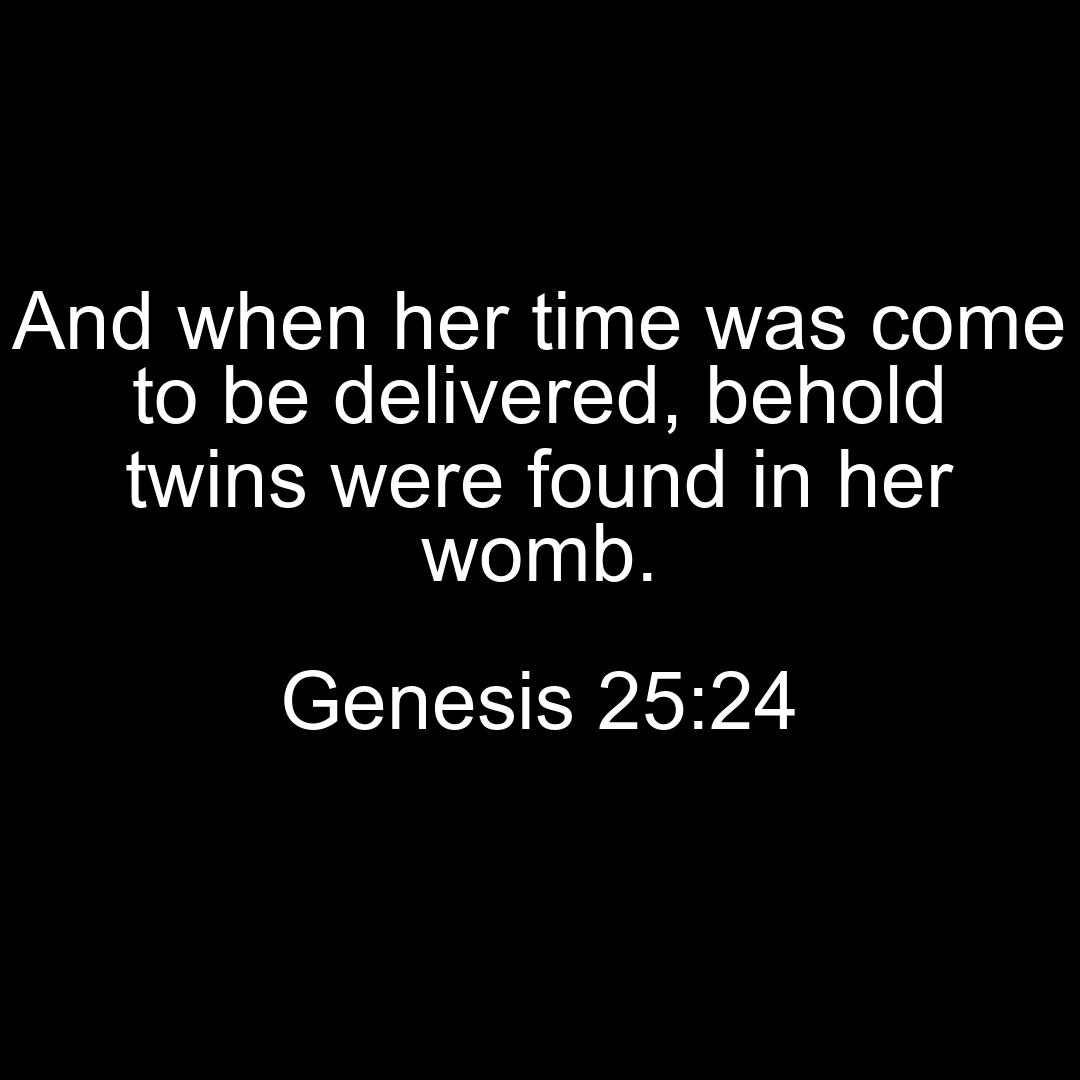 And when her time was come
to be delivered, behold
twins were found in her
womb.
Genesis 25:24